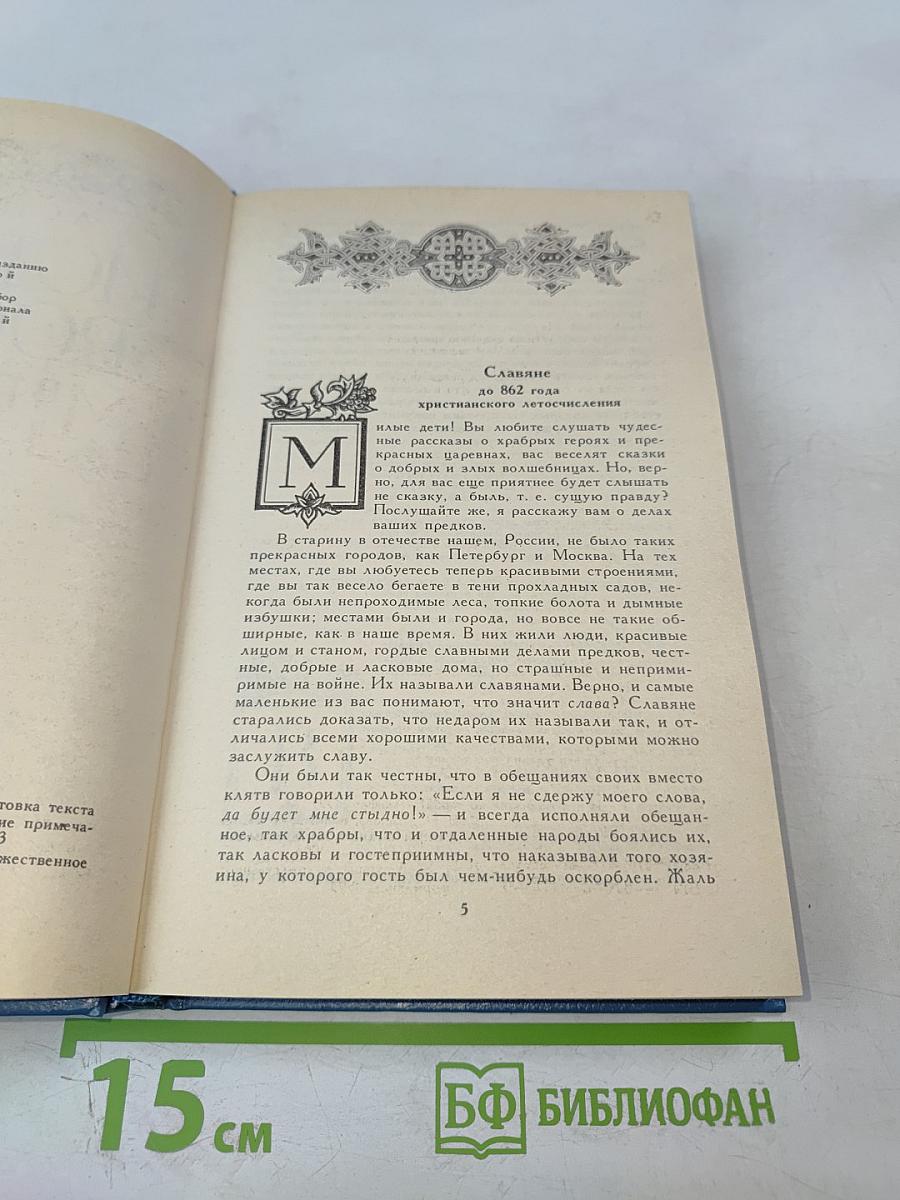 изданию
й
бор
риала
й
товка текста
ие примеча-
З
жественное
Славяне
до 862 года
христианского летосчисления
Милые дети! Вы любите слушать чудес-
ные рассказы о храбрых героях и пре-
красных царевнах, вас веселят сказки
о добрых и злых волшебницах. Но, вер-
но, для вас еще приятнее будет слышать
не сказку, а быль, т. е. сущую правду?
Послушайте же, я расскажу вам о делах
ваших предков.
В старину в отечестве нашем, России, не было таких
прекрасных городов, как Петербург и Москва. На тех
местах, где вы любуетесь теперь красивыми строениями,
где вы так весело бегаете в тени прохладных садов, не-
когда были непроходимые леса, топкие болота и дымные
избушки; местами были и города, но вовсе не такие об-
ширные, как в наше время. В них жили люди, красивые
лицом и станом, гордые славными делами предков, чест-
ные, добрые и ласковые дома, но страшные и неприми-
римые на войне. Их называли славянами. Верно, и самые
маленькие из вас понимают, что значит слава? Славяне
старались доказать, что недаром их называли так, и от-
личались всеми хорошими качествами, которыми можно
заслужить славу.
Они были так честны, что в обещаниях своих вместо
клятв говорили только: «Если я не сдержу моего слова,
да будет мне стыдно!» — и всегда исполняли обещан-
ное, так храбры, что и отдаленные народы боялись их,
так ласковы и гостеприимны, что наказывали того хозя-
ина, у которого гость был чем-нибудь оскорблен. Жаль
5
15 см
БФ БИБЛИОФАН